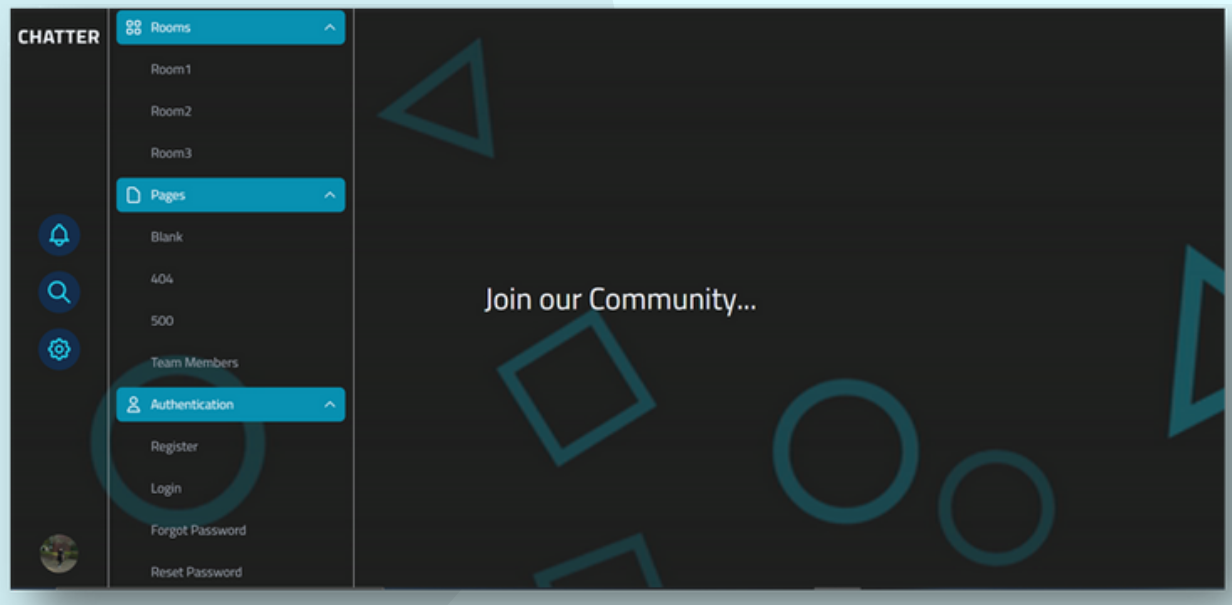 CHATTER
Rooms
Room1
Room2
Room3
Pages
Blank
404
500
Team Members
Authentication
Register
Login
Forgot Password
Reset Password
Join our Community...